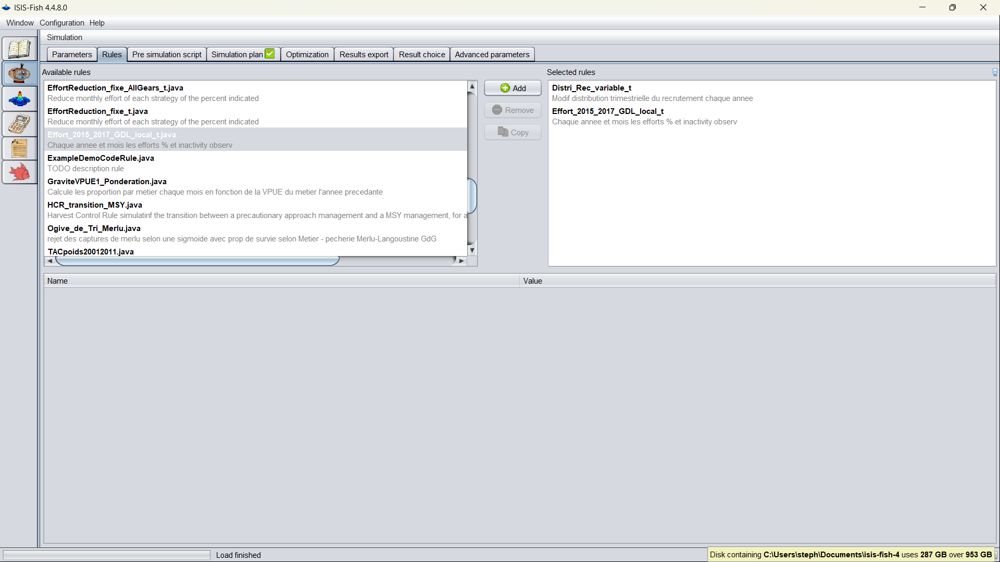 ISIS-Fish 4.4.8.0
Window Configuration Help
Simulation
Parameters Rules Pre simulation script Simulation plan Optimization Results export Result choice Advanced parameters
Available rules
EffortReduction_fixe_AllGears_t.java
Reduce monthly effort of each strategy of the percent indicated
EffortReduction_fixe_t.java
Reduce monthly effort of each strategy of the percent indicated
Effort_2015_2017_GDL_local_t.java
Chaque annee et mois les efforts % et inactivity observ
ExampleDemoCodeRule.java
TODO description rule
GraviteVPUE1_Ponderation.java
Calcule les proportion par metier chaque mois en fonction de la VPUE du metier l'annee precedante
HCR_transition_MSY.java
Harvest Control Rule simulatinf the transition between a precautionary approach management and a MSY management, for a
Ogive_de_Tri_Merlu.java
rejet des captures de merlu selon une sigmoide avec prop de survie selon Metier - pecherie Merlu-Langoustine GdG
TACpoids20012011.java
Add
Remove
Copy
Selected rules
Distri_Rec_variable_t
Modif distribution trimestrielle du recrutement chaque annee
Effort_2015_2017_GDL_local_t
Chaque annee et mois les efforts % et inactivity observ
Name Value
Load finished
Disk containing C:\Users\steph\Documents\isis-fish-4 uses 287 GB over 953 GB